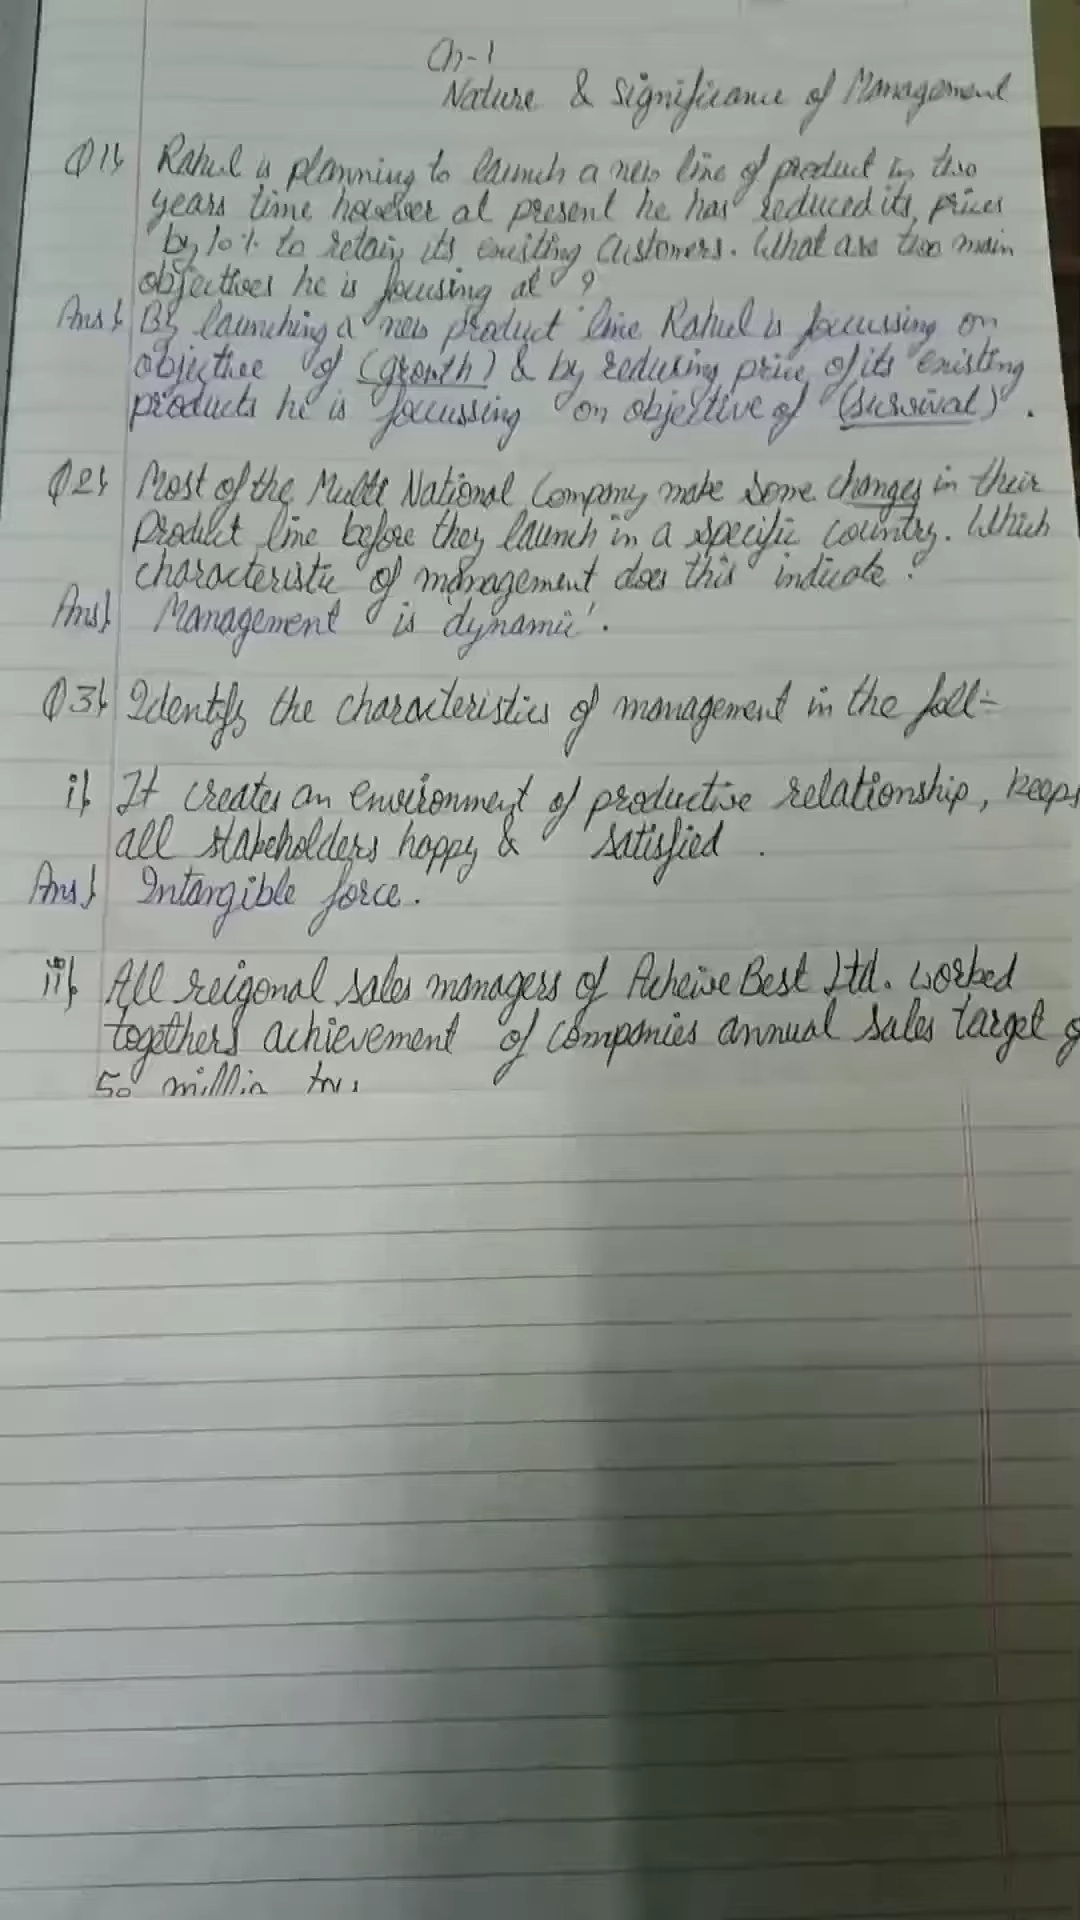 Ch-1
Nature & Significance of Management
Q1} Rahul is planning to launch a new line of product in two
years time however at present he has reduced its prices
by 10% to retain its existing Customers. What are two main
objectives he is focusing at ?
Ans} By launching a new product line Rahul is focussing on
objective of (growth) & by reducing price of its existing
products he is focussing on objective of (survival).
Q2} Most of the Multi National Company make some changes in their
product line before they launch in a specific country. Which
characteristic of management does this indicate ?
Ans} Management is dynamic.
Q3} Identify the characteristics of management in the foll:-
i} It creates an environment of productive relationship, keeps
all stakeholders happy & satisfied.
Ans} Intangible force.
ii} All reigonal sales managers of Acheive Best Ltd. worked
togethers achievement of companies annual sales target of
50